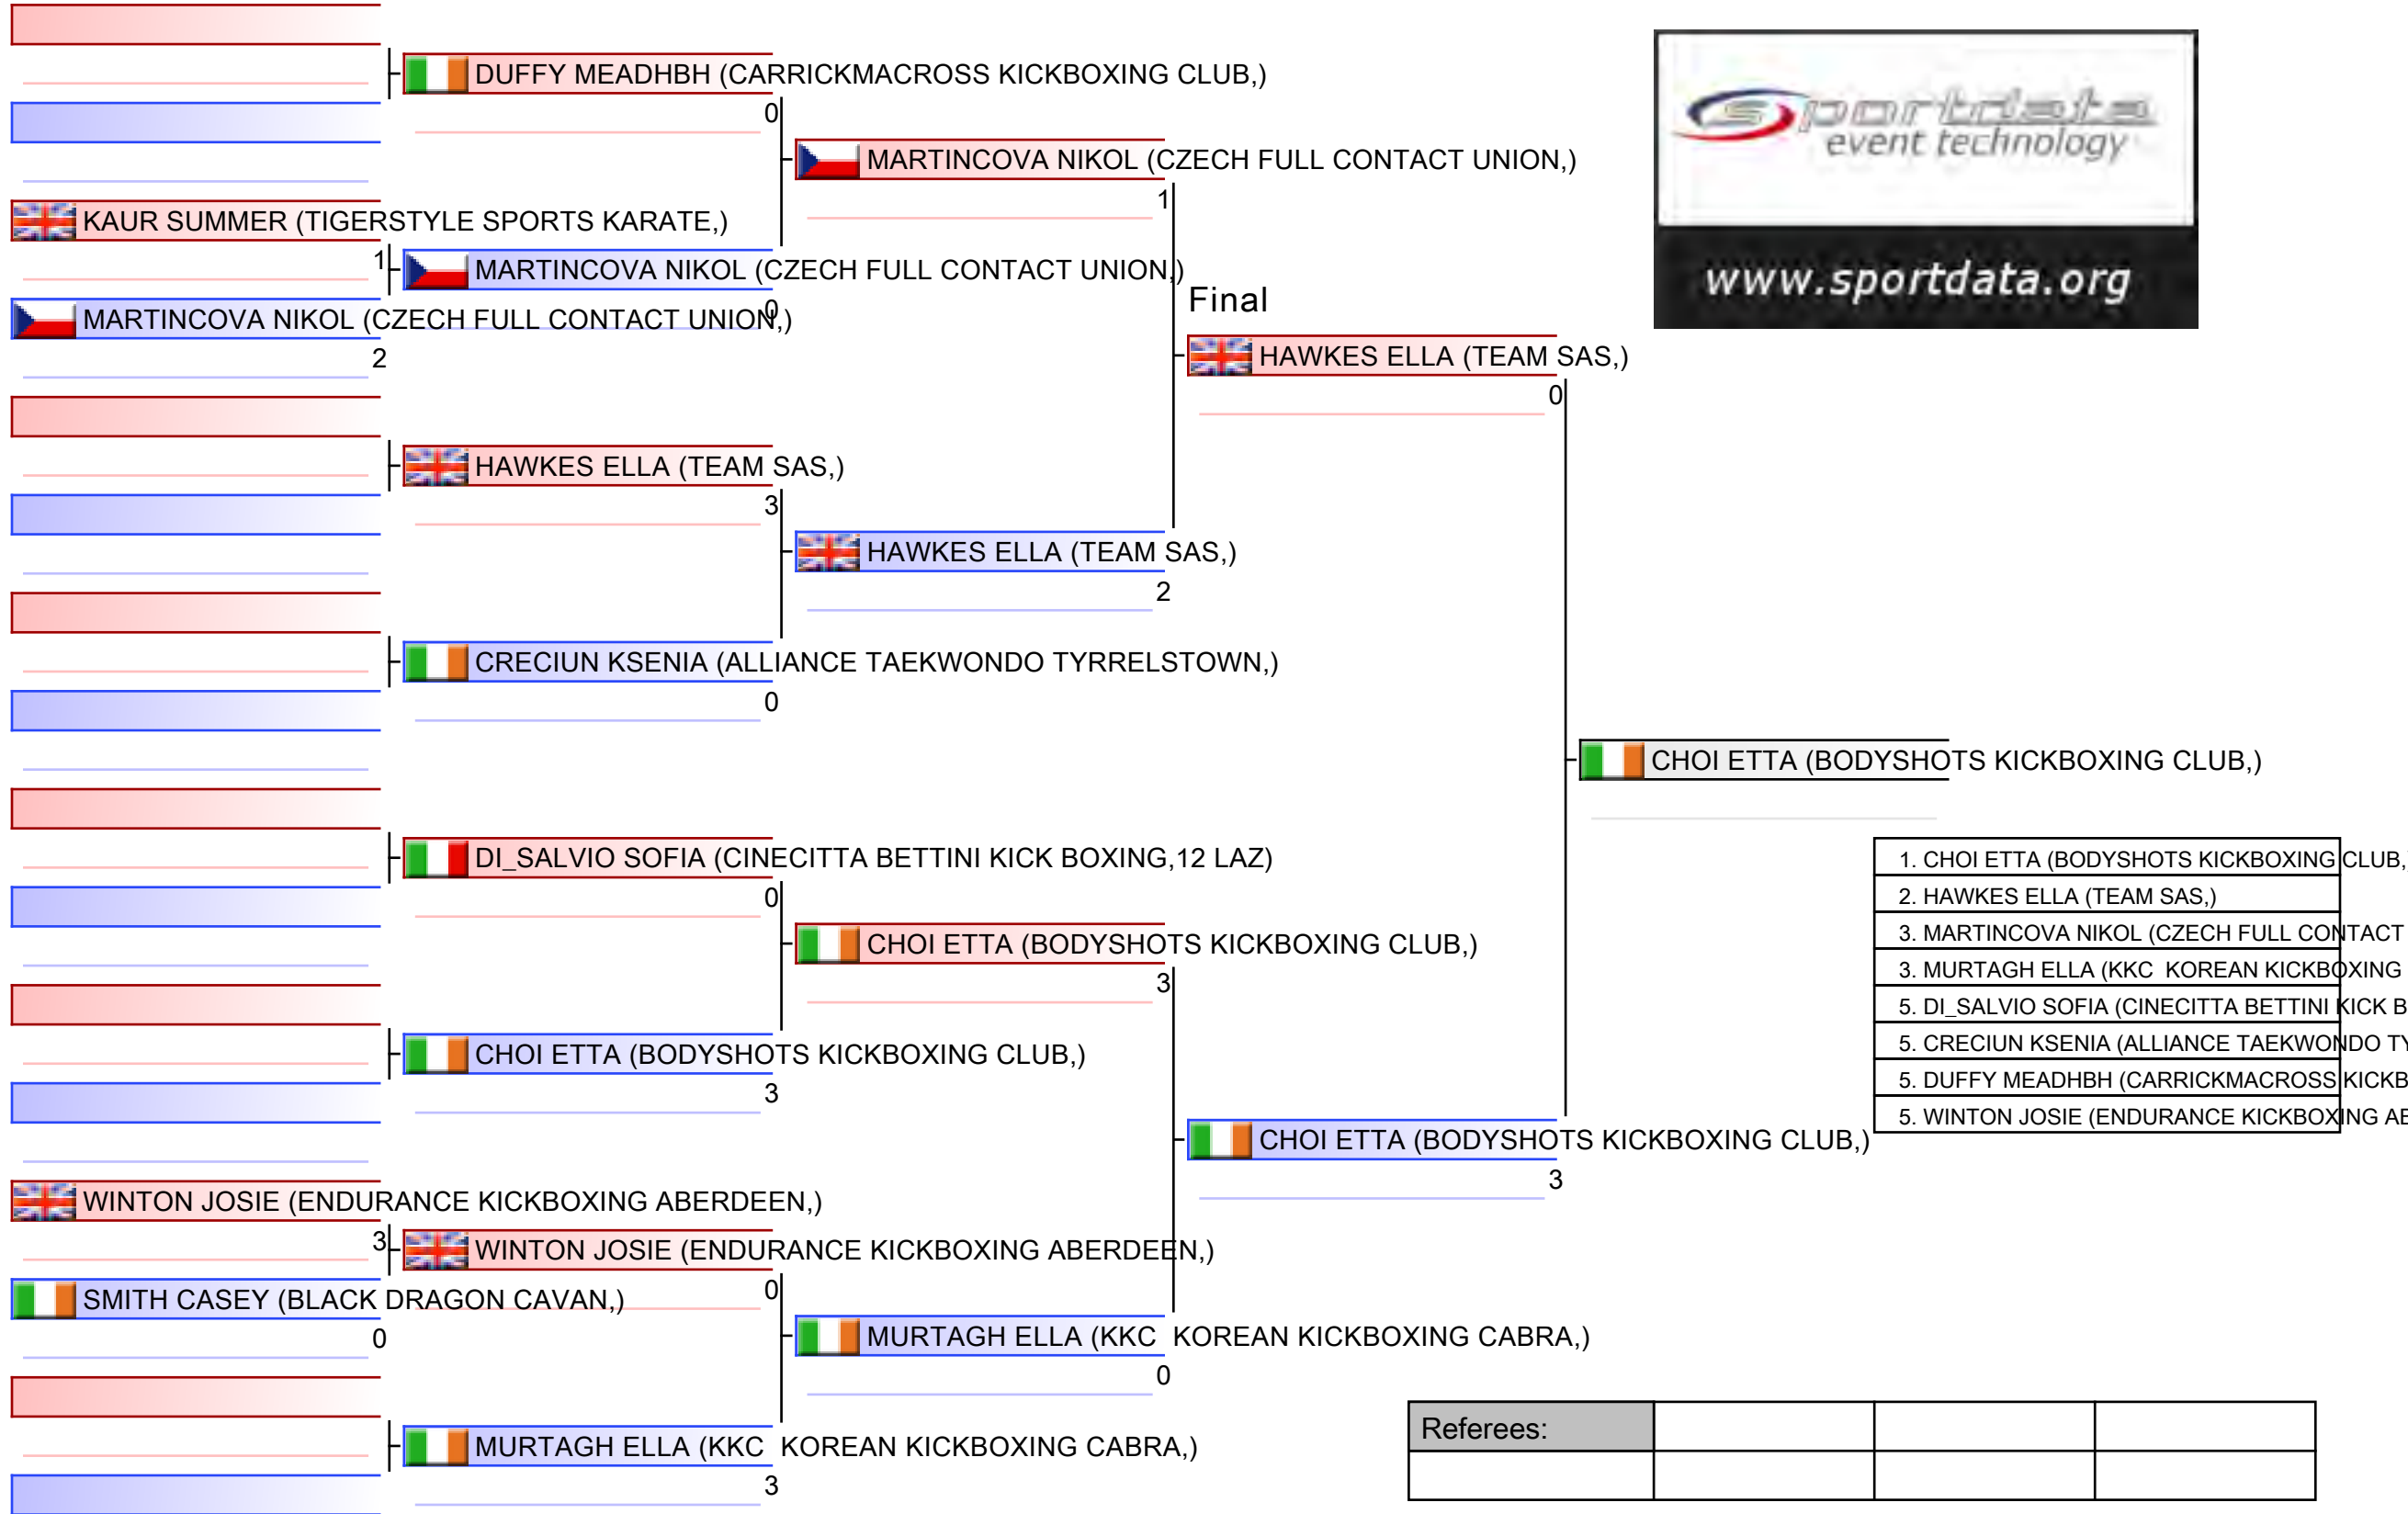 DUFFY MEADHBH (CARRICKMACROSS KICKBOXING CLUB,)
0
MARTINCOVA NIKOL (CZECH FULL CONTACT UNION,)
1
KAUR SUMMER (TIGERSTYLE SPORTS KARATE,)
1
MARTINCOVA NIKOL (CZECH FULL CONTACT UNION,)
0
MARTINCOVA NIKOL (CZECH FULL CONTACT UNION,)
2
sportdata
event technology
www.sportdata.org
Final
HAWKES ELLA (TEAM SAS,)
0
HAWKES ELLA (TEAM SAS,)
3
HAWKES ELLA (TEAM SAS,)
2
CRECIUN KSENIA (ALLIANCE TAEKWONDO TYRRELSTOWN,)
0
CHOI ETTA (BODYSHOTS KICKBOXING CLUB,)
DI_SALVIO SOFIA (CINECITTA BETTINI KICK BOXING,12 LAZ)
0
CHOI ETTA (BODYSHOTS KICKBOXING CLUB,)
3
CHOI ETTA (BODYSHOTS KICKBOXING CLUB,)
3
CHOI ETTA (BODYSHOTS KICKBOXING CLUB,)
3
1. CHOI ETTA (BODYSHOTS KICKBOXING CLUB,
2. HAWKES ELLA (TEAM SAS,)
3. MARTINCOVA NIKOL (CZECH FULL CONTACT
3. MURTAGH ELLA (KKC  KOREAN KICKBOXING
5. DI_SALVIO SOFIA (CINECITTA BETTINI KICK B
5. CRECIUN KSENIA (ALLIANCE TAEKWONDO TY
5. DUFFY MEADHBH (CARRICKMACROSS KICKB
5. WINTON JOSIE (ENDURANCE KICKBOXING AB
WINTON JOSIE (ENDURANCE KICKBOXING ABERDEEN,)
3
WINTON JOSIE (ENDURANCE KICKBOXING ABERDEEN,)
0
SMITH CASEY (BLACK DRAGON CAVAN,)
0
MURTAGH ELLA (KKC  KOREAN KICKBOXING CABRA,)
0
MURTAGH ELLA (KKC  KOREAN KICKBOXING CABRA,)
3
Referees: